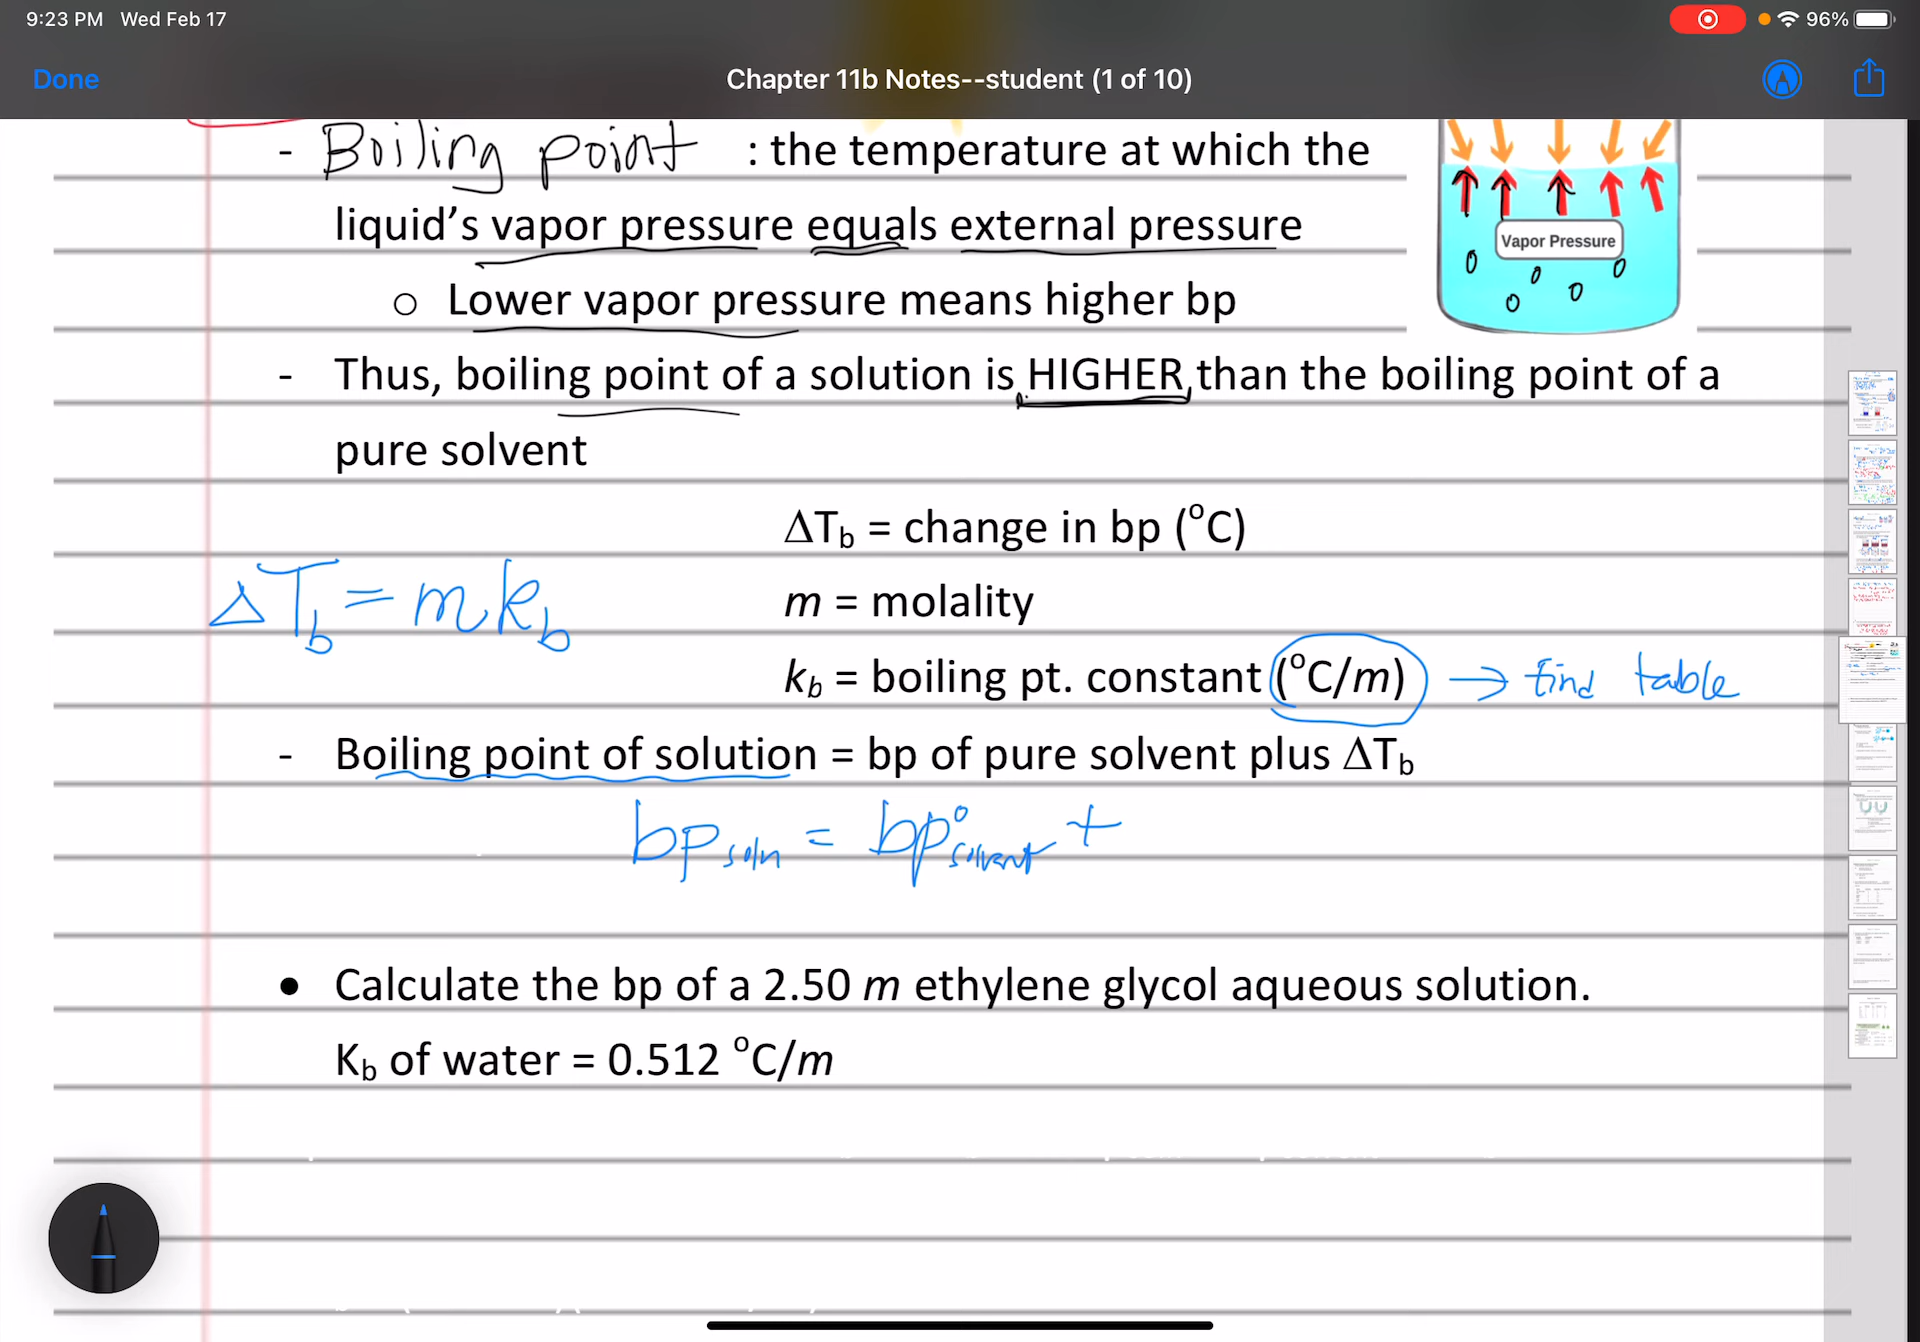 9:23 PM Wed Feb 17
96%
Done
Chapter 11b Notes--student (1 of 10)
- Boiling point : the temperature at which the
liquid’s vapor pressure equals external pressure
Vapor Pressure
o Lower vapor pressure means higher bp
- Thus, boiling point of a solution is HIGHER than the boiling point of a
pure solvent
ΔTb = change in bp (°C)
ΔTb = m kb
m = molality
kb = boiling pt. constant (°C/m) → find table
- Boiling point of solution = bp of pure solvent plus ΔTb
bp soln = bp° solvent +
• Calculate the bp of a 2.50 m ethylene glycol aqueous solution.
Kb of water = 0.512 °C/m